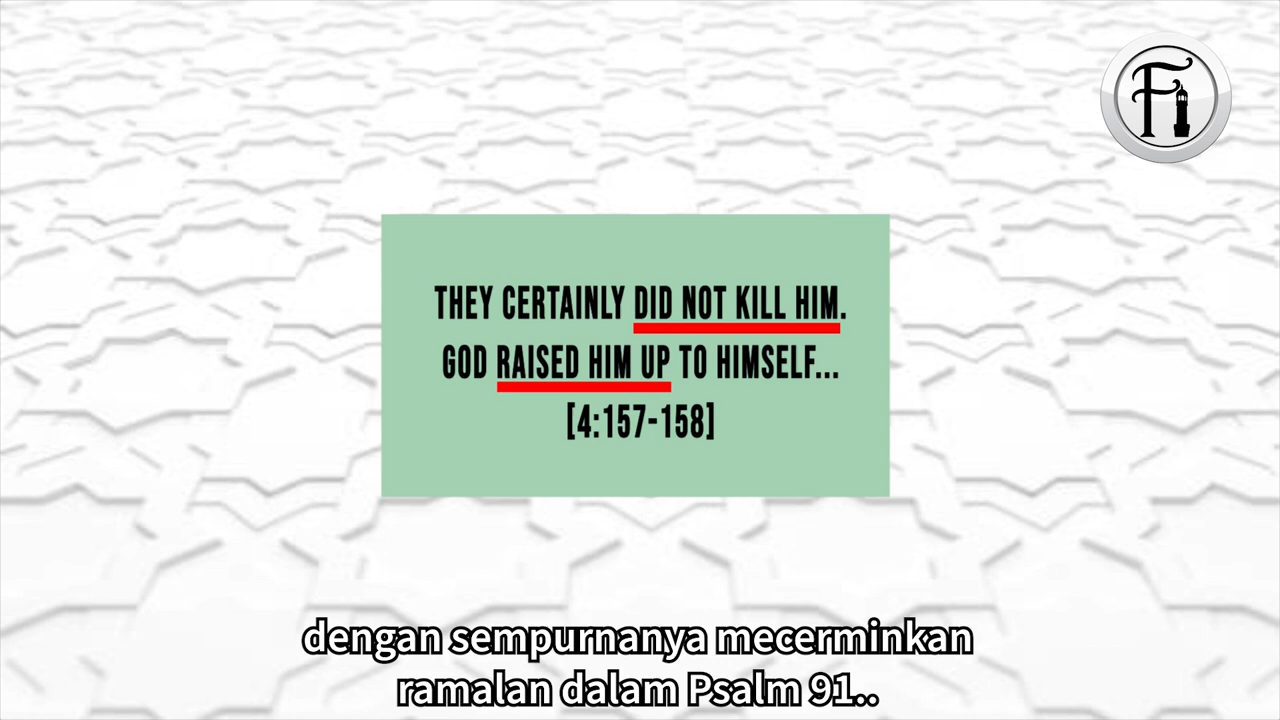 Fi
THEY CERTAINLY DID NOT KILL HIM.
GOD RAISED HIM UP TO HIMSELF...
[4:157-158]
dengan sempurnanya mecerminkan
ramalan dalam Psalm 91..